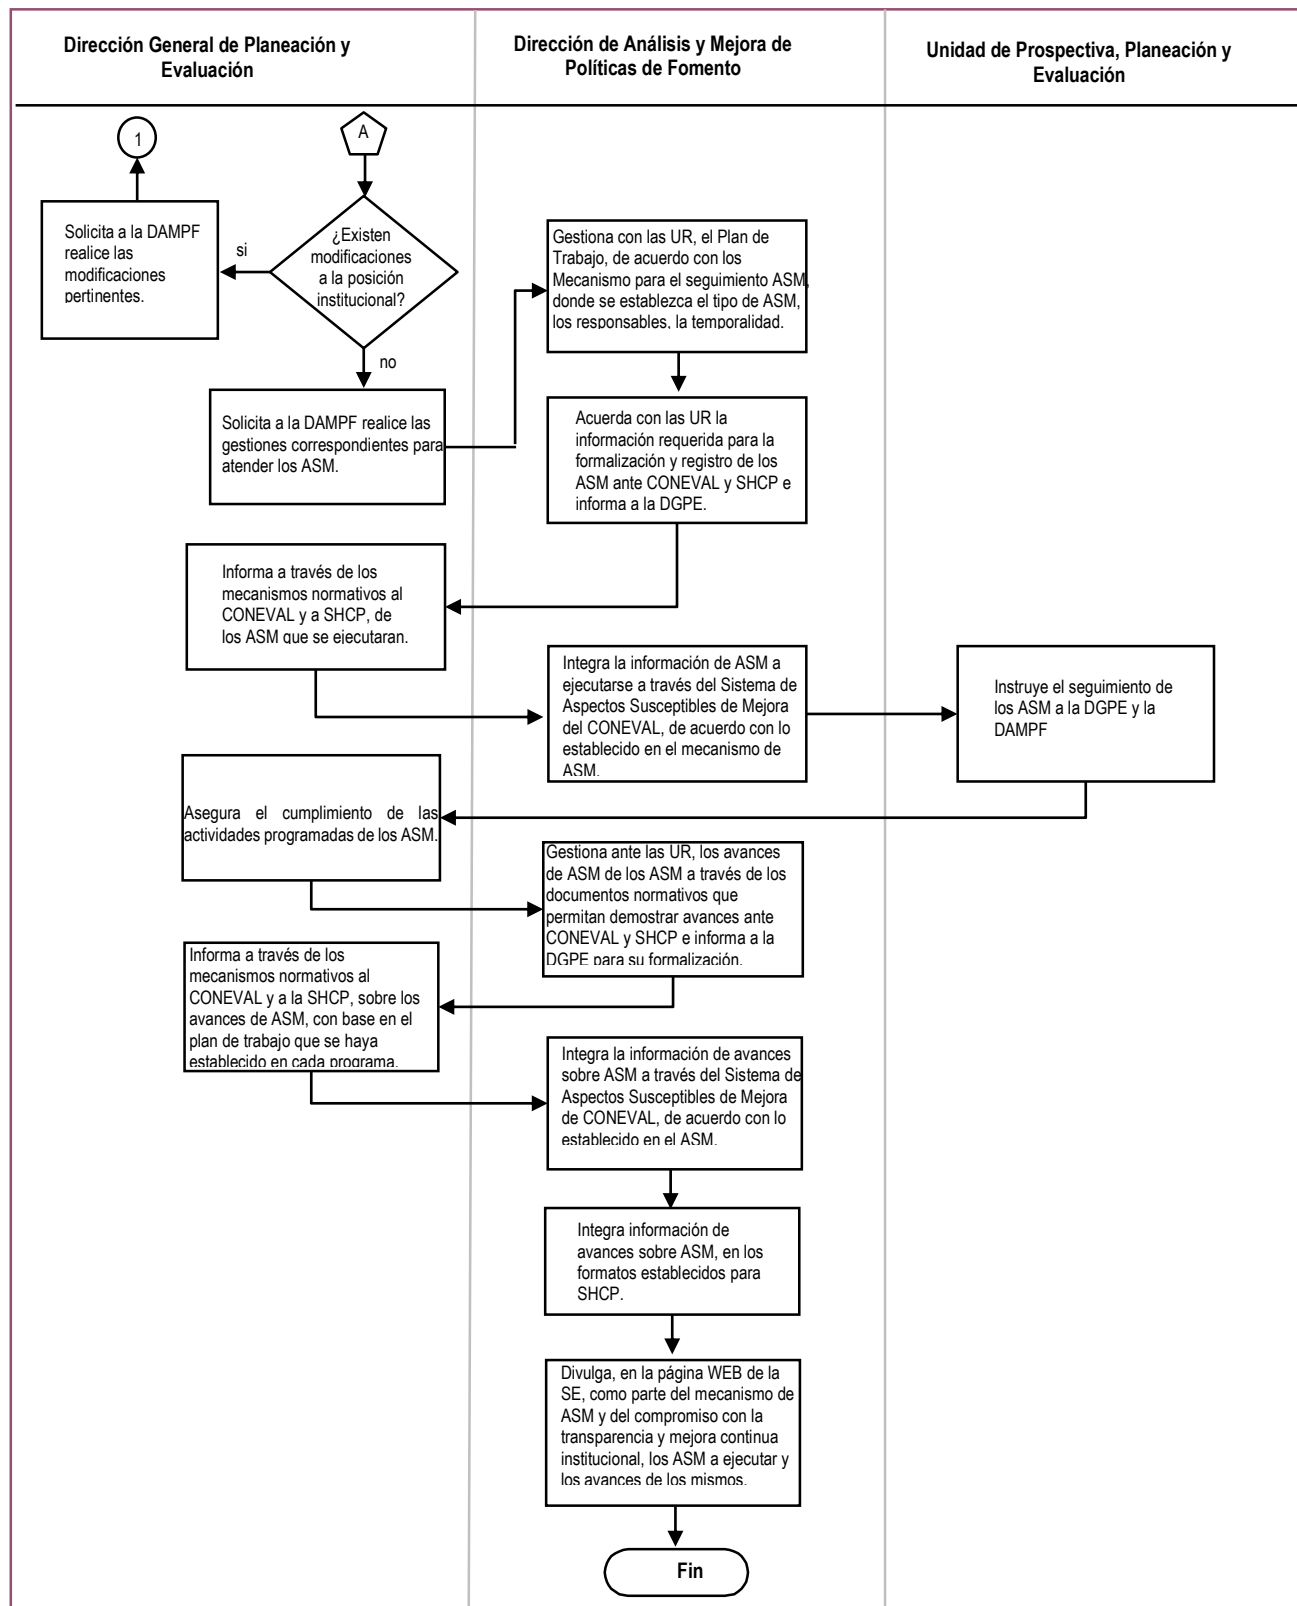 Dirección General de Planeación y
Evaluación
Dirección de Análisis y Mejora de
Políticas de Fomento
Unidad de Prospectiva, Planeación y
Evaluación
1
A
Solicita a la DAMPF
realice las
modificaciones
pertinentes.
si
¿Existen
modificaciones
a la posición
institucional?
no
Gestiona con las UR, el Plan de
Trabajo, de acuerdo con los
Mecanismo para el seguimiento ASM,
donde se establezca el tipo de ASM,
los responsables, la temporalidad.
Solicita a la DAMPF realice las
gestiones correspondientes para
atender los ASM.
Acuerda con las UR la
información requerida para la
formalización y registro de los
ASM ante CONEVAL y SHCP e
informa a la DGPE.
Informa a través de los
mecanismos normativos al
CONEVAL y a SHCP, de
los ASM que se ejecutaran.
Integra la información de ASM a
ejecutarse a través del Sistema de
Aspectos Susceptibles de Mejora
del CONEVAL, de acuerdo con lo
establecido en el mecanismo de
ASM.
Instruye el seguimiento de
los ASM a la DGPE y la
DAMPF
Asegura el cumplimiento de las
actividades programadas de los ASM.
Gestiona ante las UR, los avances
de ASM de los ASM a través de los
documentos normativos que
permitan demostrar avances ante
CONEVAL y SHCP e informa a la
DGPE para su formalización.
Informa a través de los
mecanismos normativos al
CONEVAL y a la SHCP, sobre los
avances de ASM, con base en el
plan de trabajo que se haya
establecido en cada programa.
Integra la información de avances
sobre ASM a través del Sistema de
Aspectos Susceptibles de Mejora
de CONEVAL, de acuerdo con lo
establecido en el ASM.
Integra información de
avances sobre ASM, en los
formatos establecidos para
SHCP.
Divulga, en la página WEB de la
SE, como parte del mecanismo de
ASM y del compromiso con la
transparencia y mejora continua
institucional, los ASM a ejecutar y
los avances de los mismos.
Fin